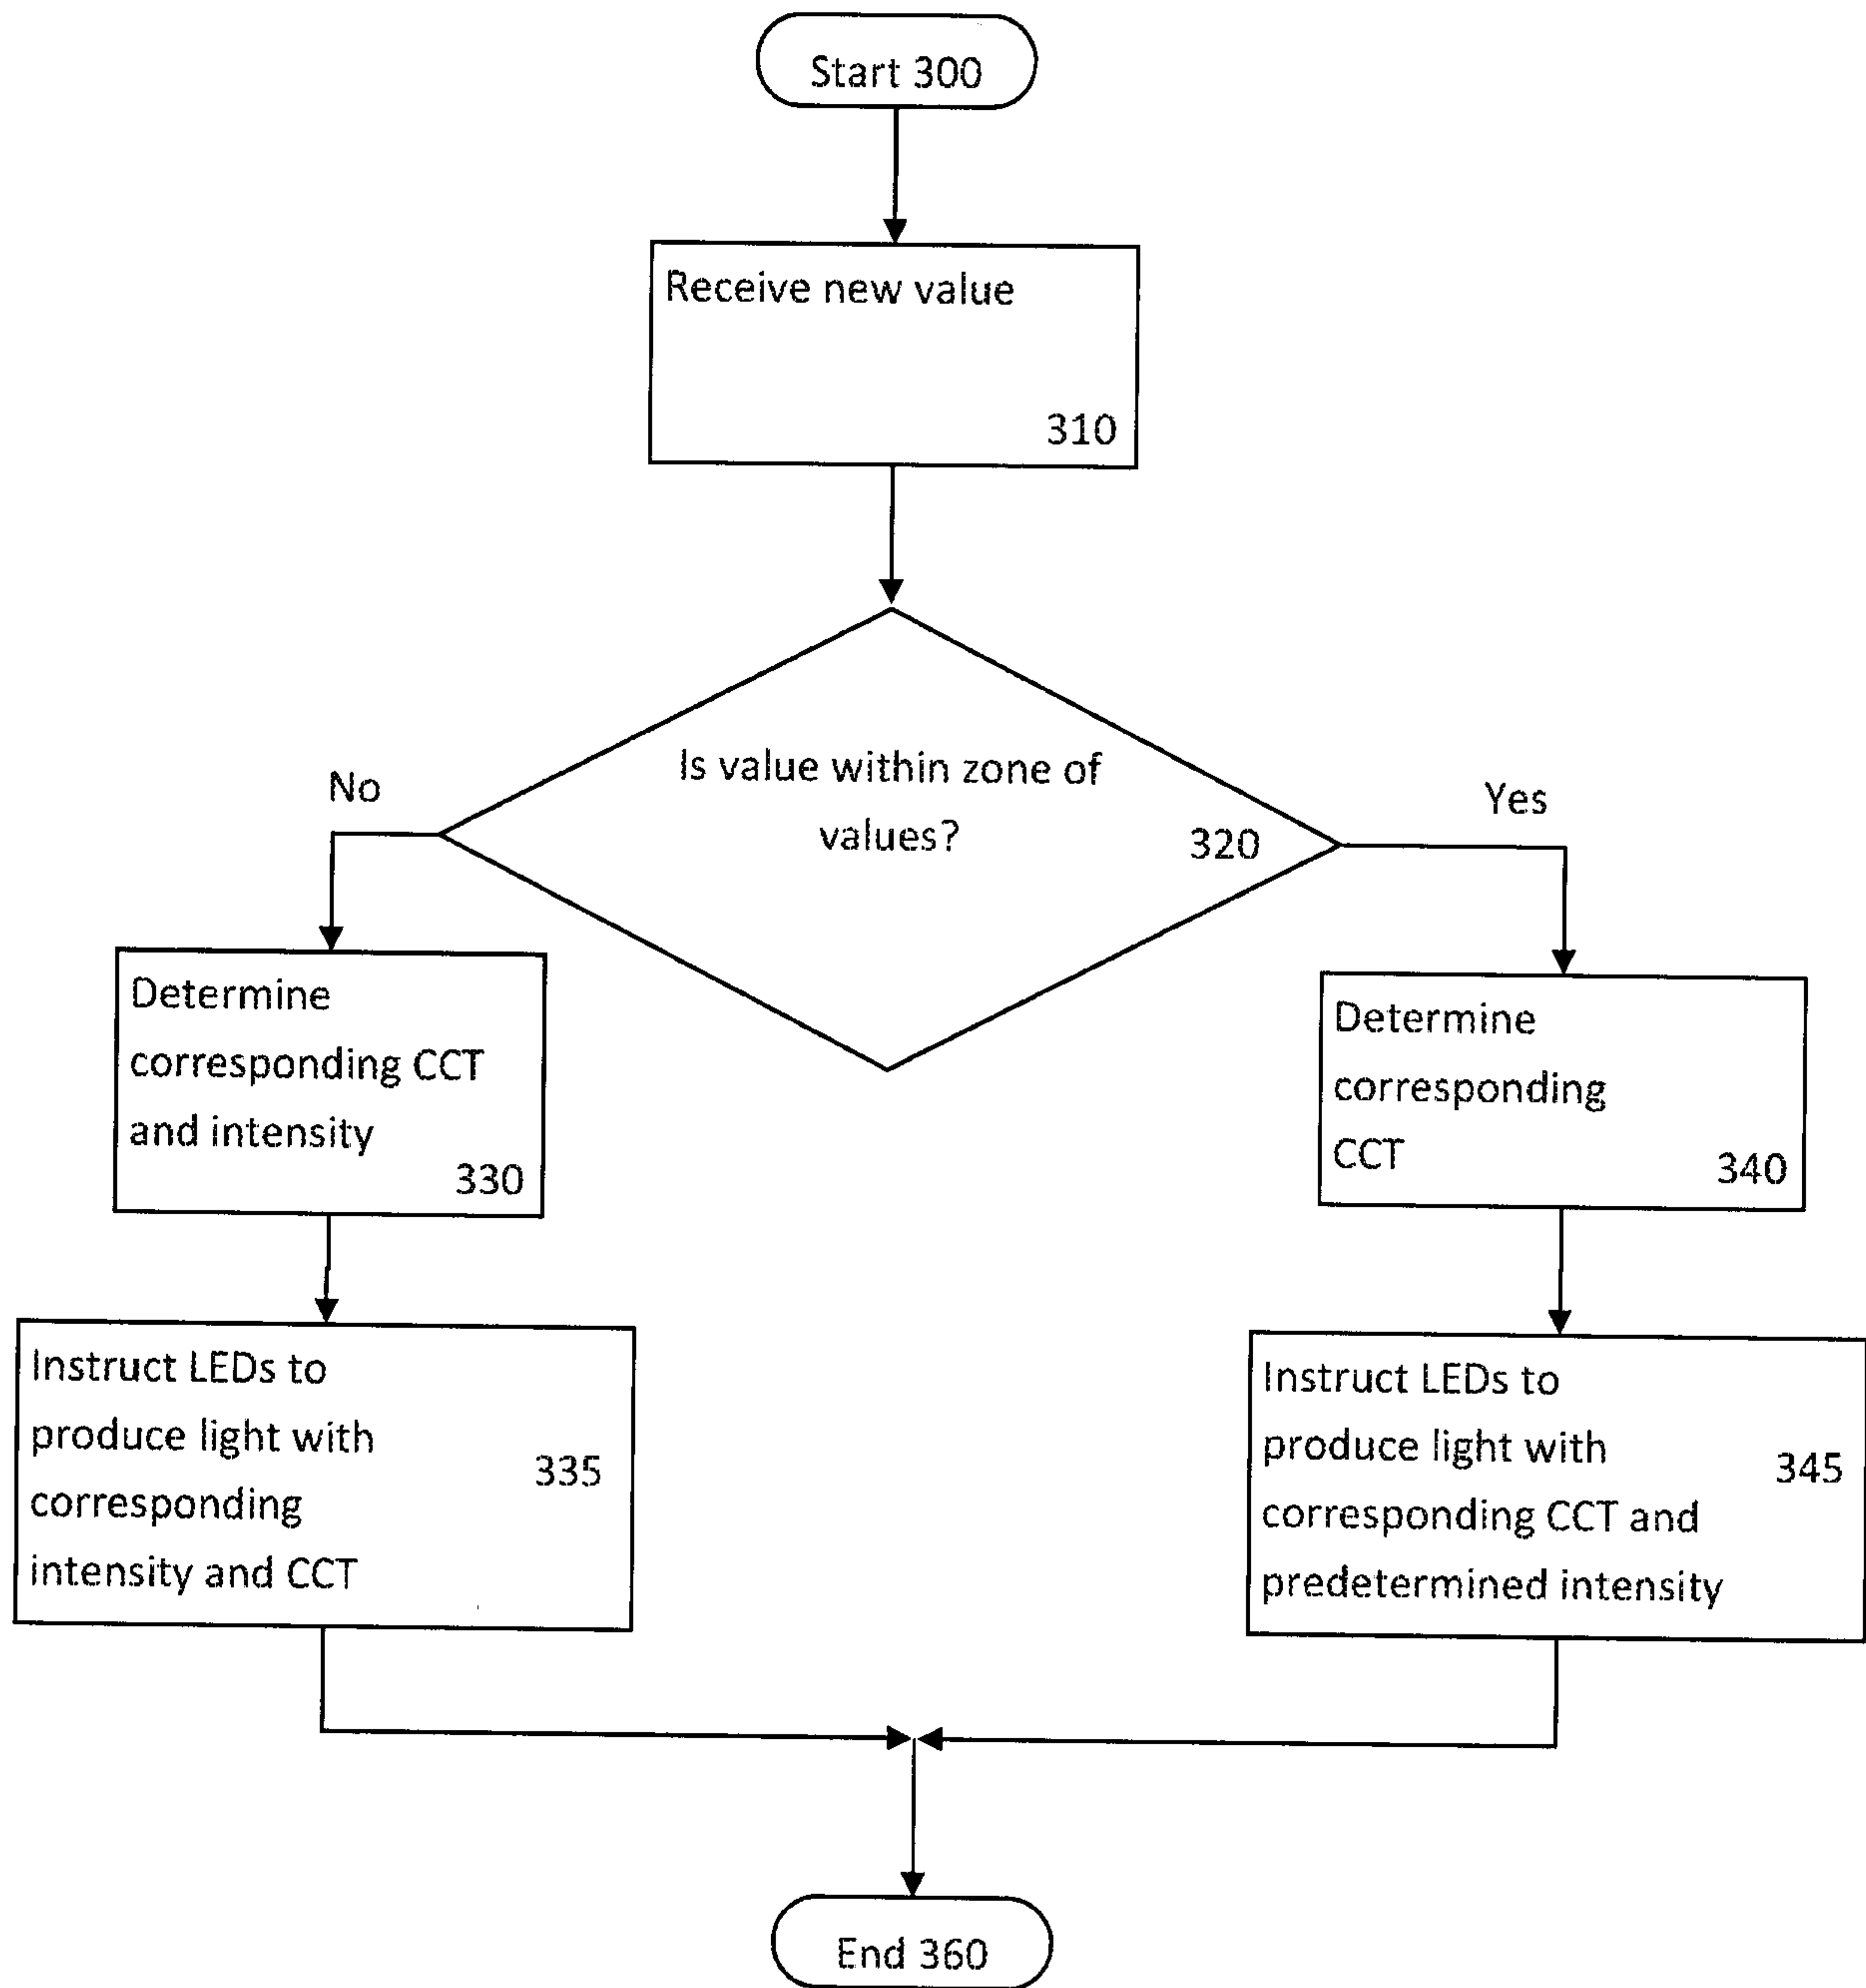 Start 300
Receive new value
310
Is value within zone of
values?
320
No
Yes
Determine
corresponding CCT
and intensity
330
Determine
corresponding
CCT
340
Instruct LEDs to
produce light with
corresponding
intensity and CCT
335
Instruct LEDs to
produce light with
corresponding CCT and
predetermined intensity
345
End 360